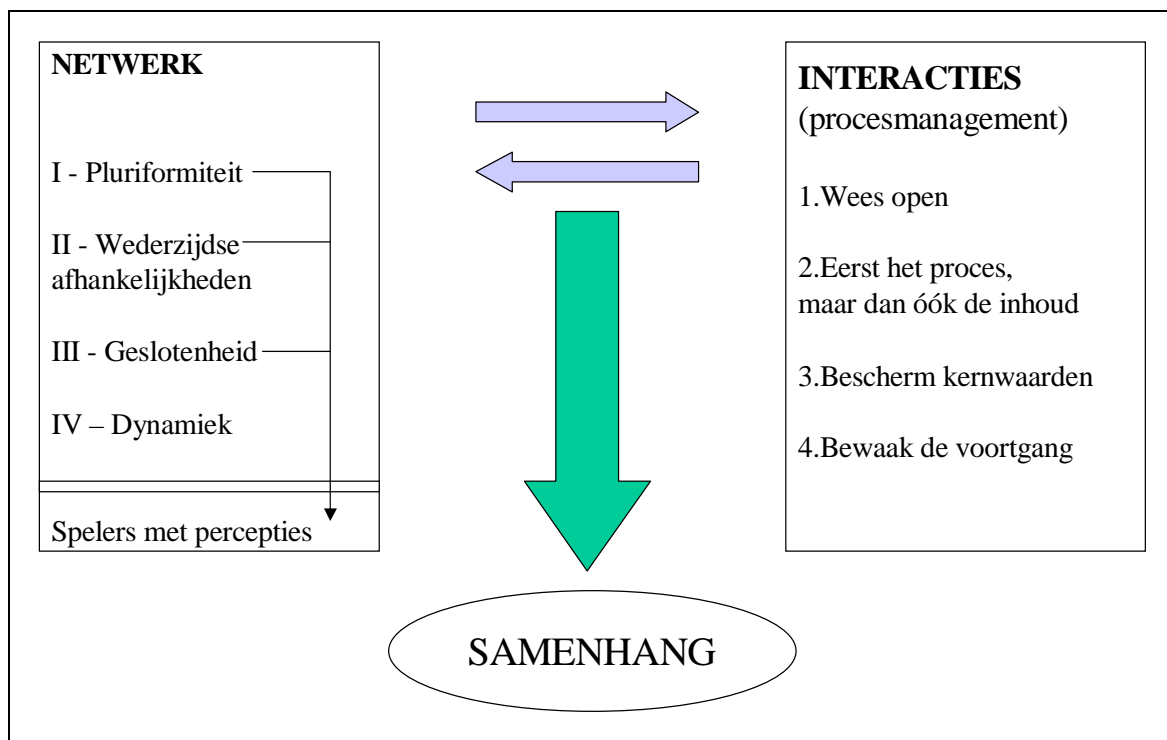 NETWERK
I - Pluriformiteit
II - Wederzijdse
afhankelijkheden
III - Geslotenheid
IV – Dynamiek
Spelers met percepties
INTERACTIES
(procesmanagement)
1.Wees open
2.Eerst het proces,
maar dan óók de inhoud
3.Bescherm kernwaarden
4.Bewaak de voortgang
SAMENHANG